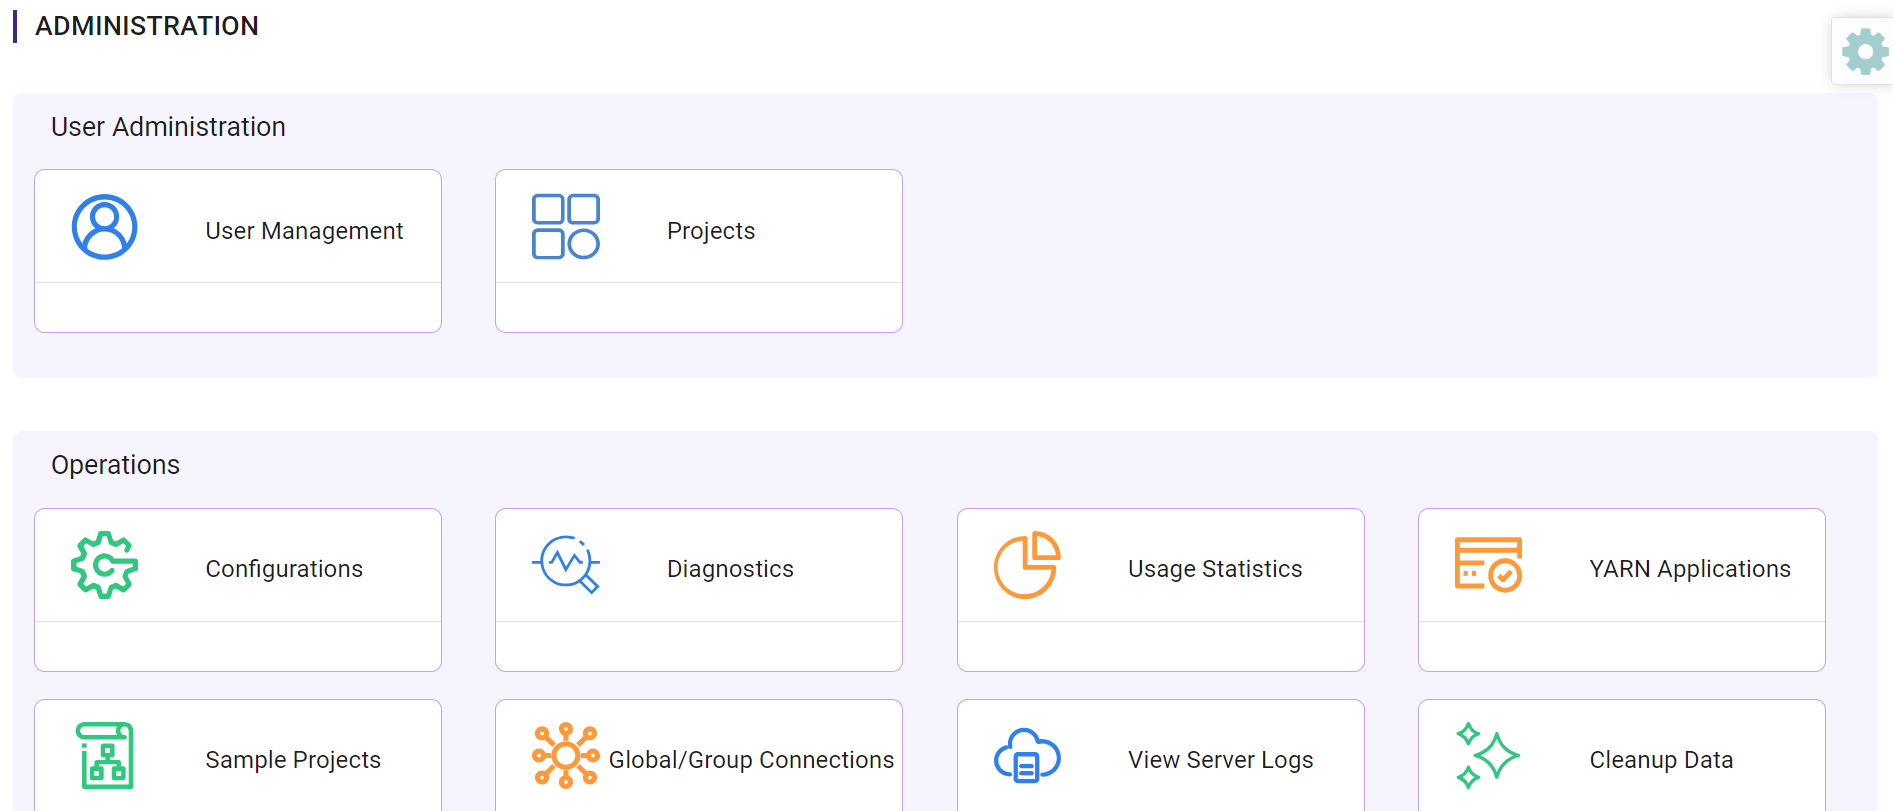 ADMINISTRATION
User Administration
User Management
Projects
Operations
Configurations
Diagnostics
Usage Statistics
YARN Applications
Sample Projects
Global/Group Connections
View Server Logs
Cleanup Data